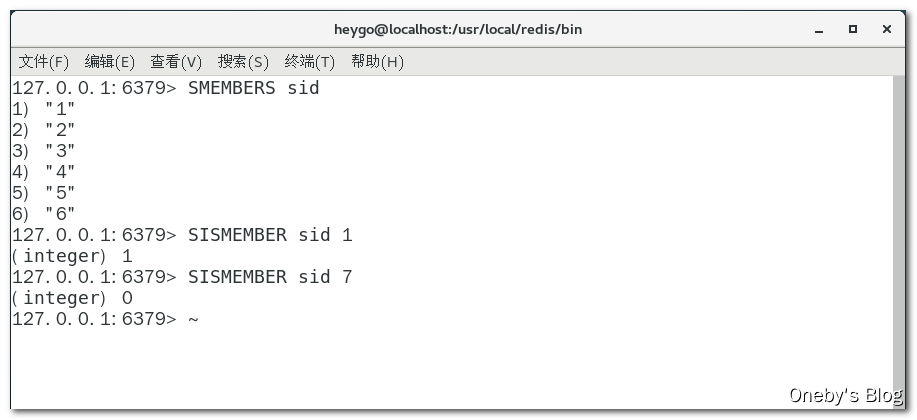 heygo@localhost:/usr/local/redis/bin
文件(F) 编辑(E) 查看(V) 搜索(S) 终端(T) 帮助(H)
127.0.0.1:6379> SMEMBERS sid
1) "1"
2) "2"
3) "3"
4) "4"
5) "5"
6) "6"
127.0.0.1:6379> SISMEMBER sid 1
(integer) 1
127.0.0.1:6379> SISMEMBER sid 7
(integer) 0
127.0.0.1:6379> ~
Oneby's Blog